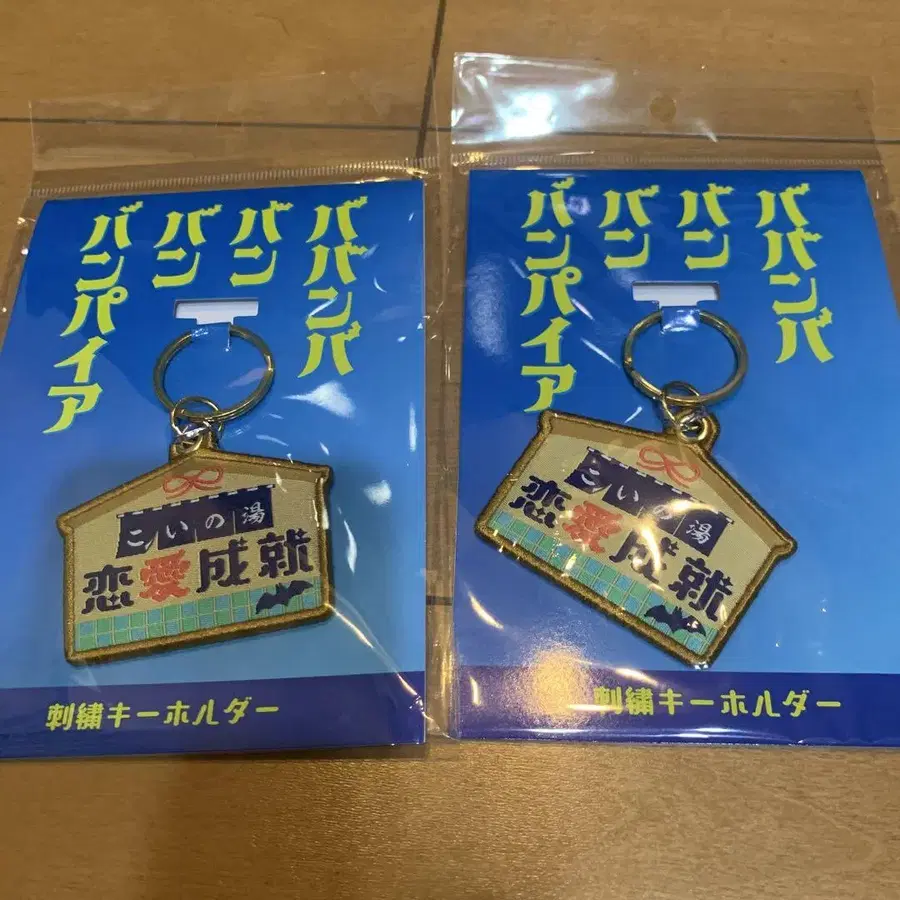 ババンバ
バン
バン
バンパイア
こいの湯
恋愛成就
刺繍キーホルダー
ババンバ
バン
バン
バンパイア
こいの湯
恋愛成就
刺繍キーホルダー